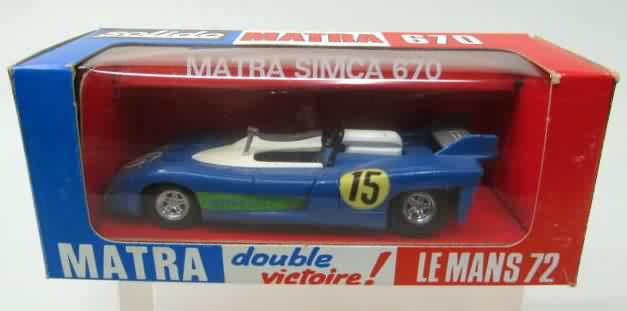 solido MATRA 670
MATRA SIMCA 670
15
MATRA double victoire! LE MANS 72